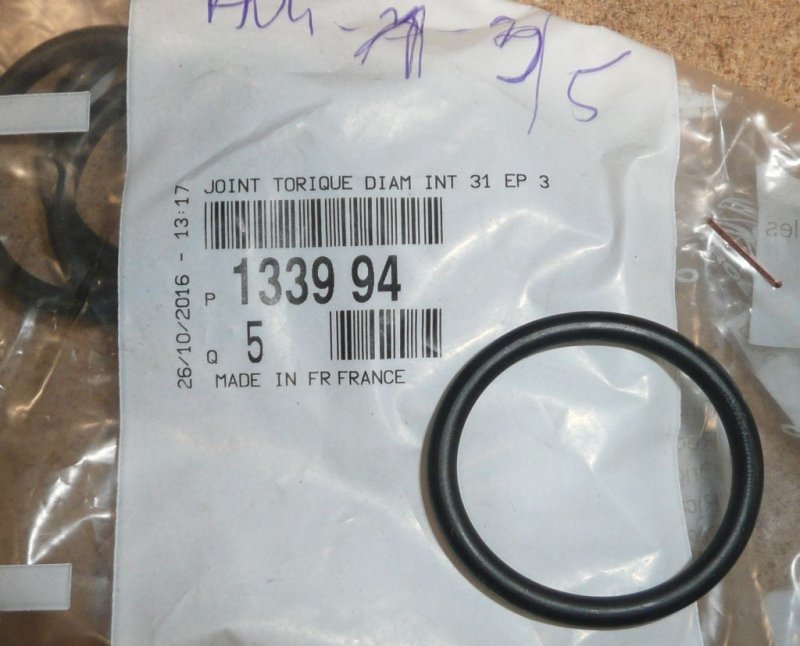 JOINT TORIQUE DIAM INT 31 EP 3
P 1339 94
Q 5
MADE IN FR FRANCE
26/10/2016 - 13:17